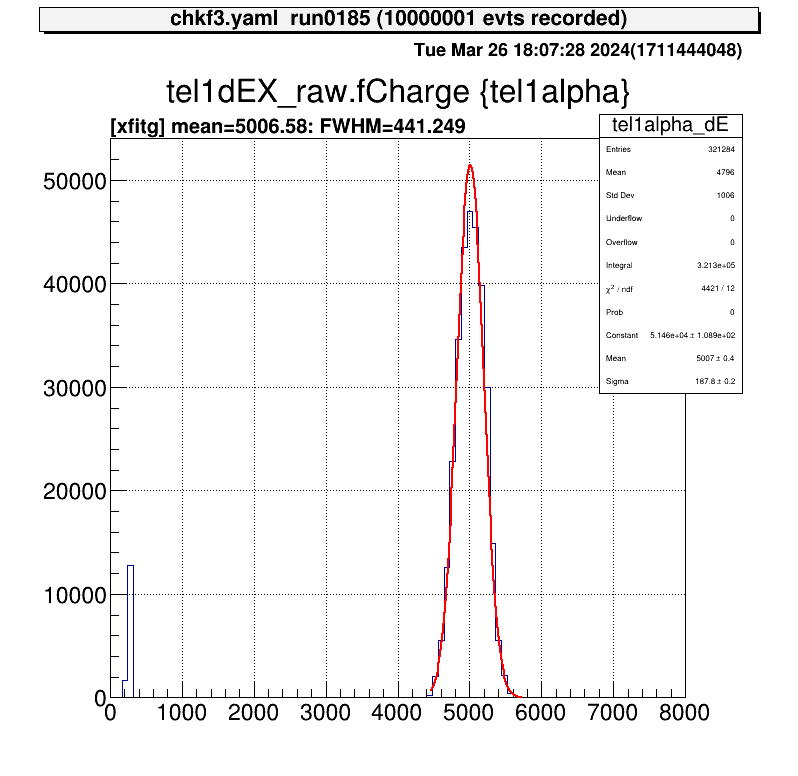 chkf3.yaml  run0185 (10000001 evts recorded)
Tue Mar 26 18:07:28 2024(1711444048)
tel1dEX_raw.fCharge {tel1alpha}
[xfitg] mean=5006.58: FWHM=441.249
tel1alpha_dE
Entries 321284
Mean 4796
Std Dev 1006
Underflow 0
Overflow 0
Integral 3.213e+05
χ² / ndf 4421 / 12
Prob 0
Constant 5.146e+04 ± 1.089e+02
Mean 5007 ± 0.4
Sigma 187.8 ± 0.2
50000
40000
30000
20000
10000
0
0 1000 2000 3000 4000 5000 6000 7000 8000